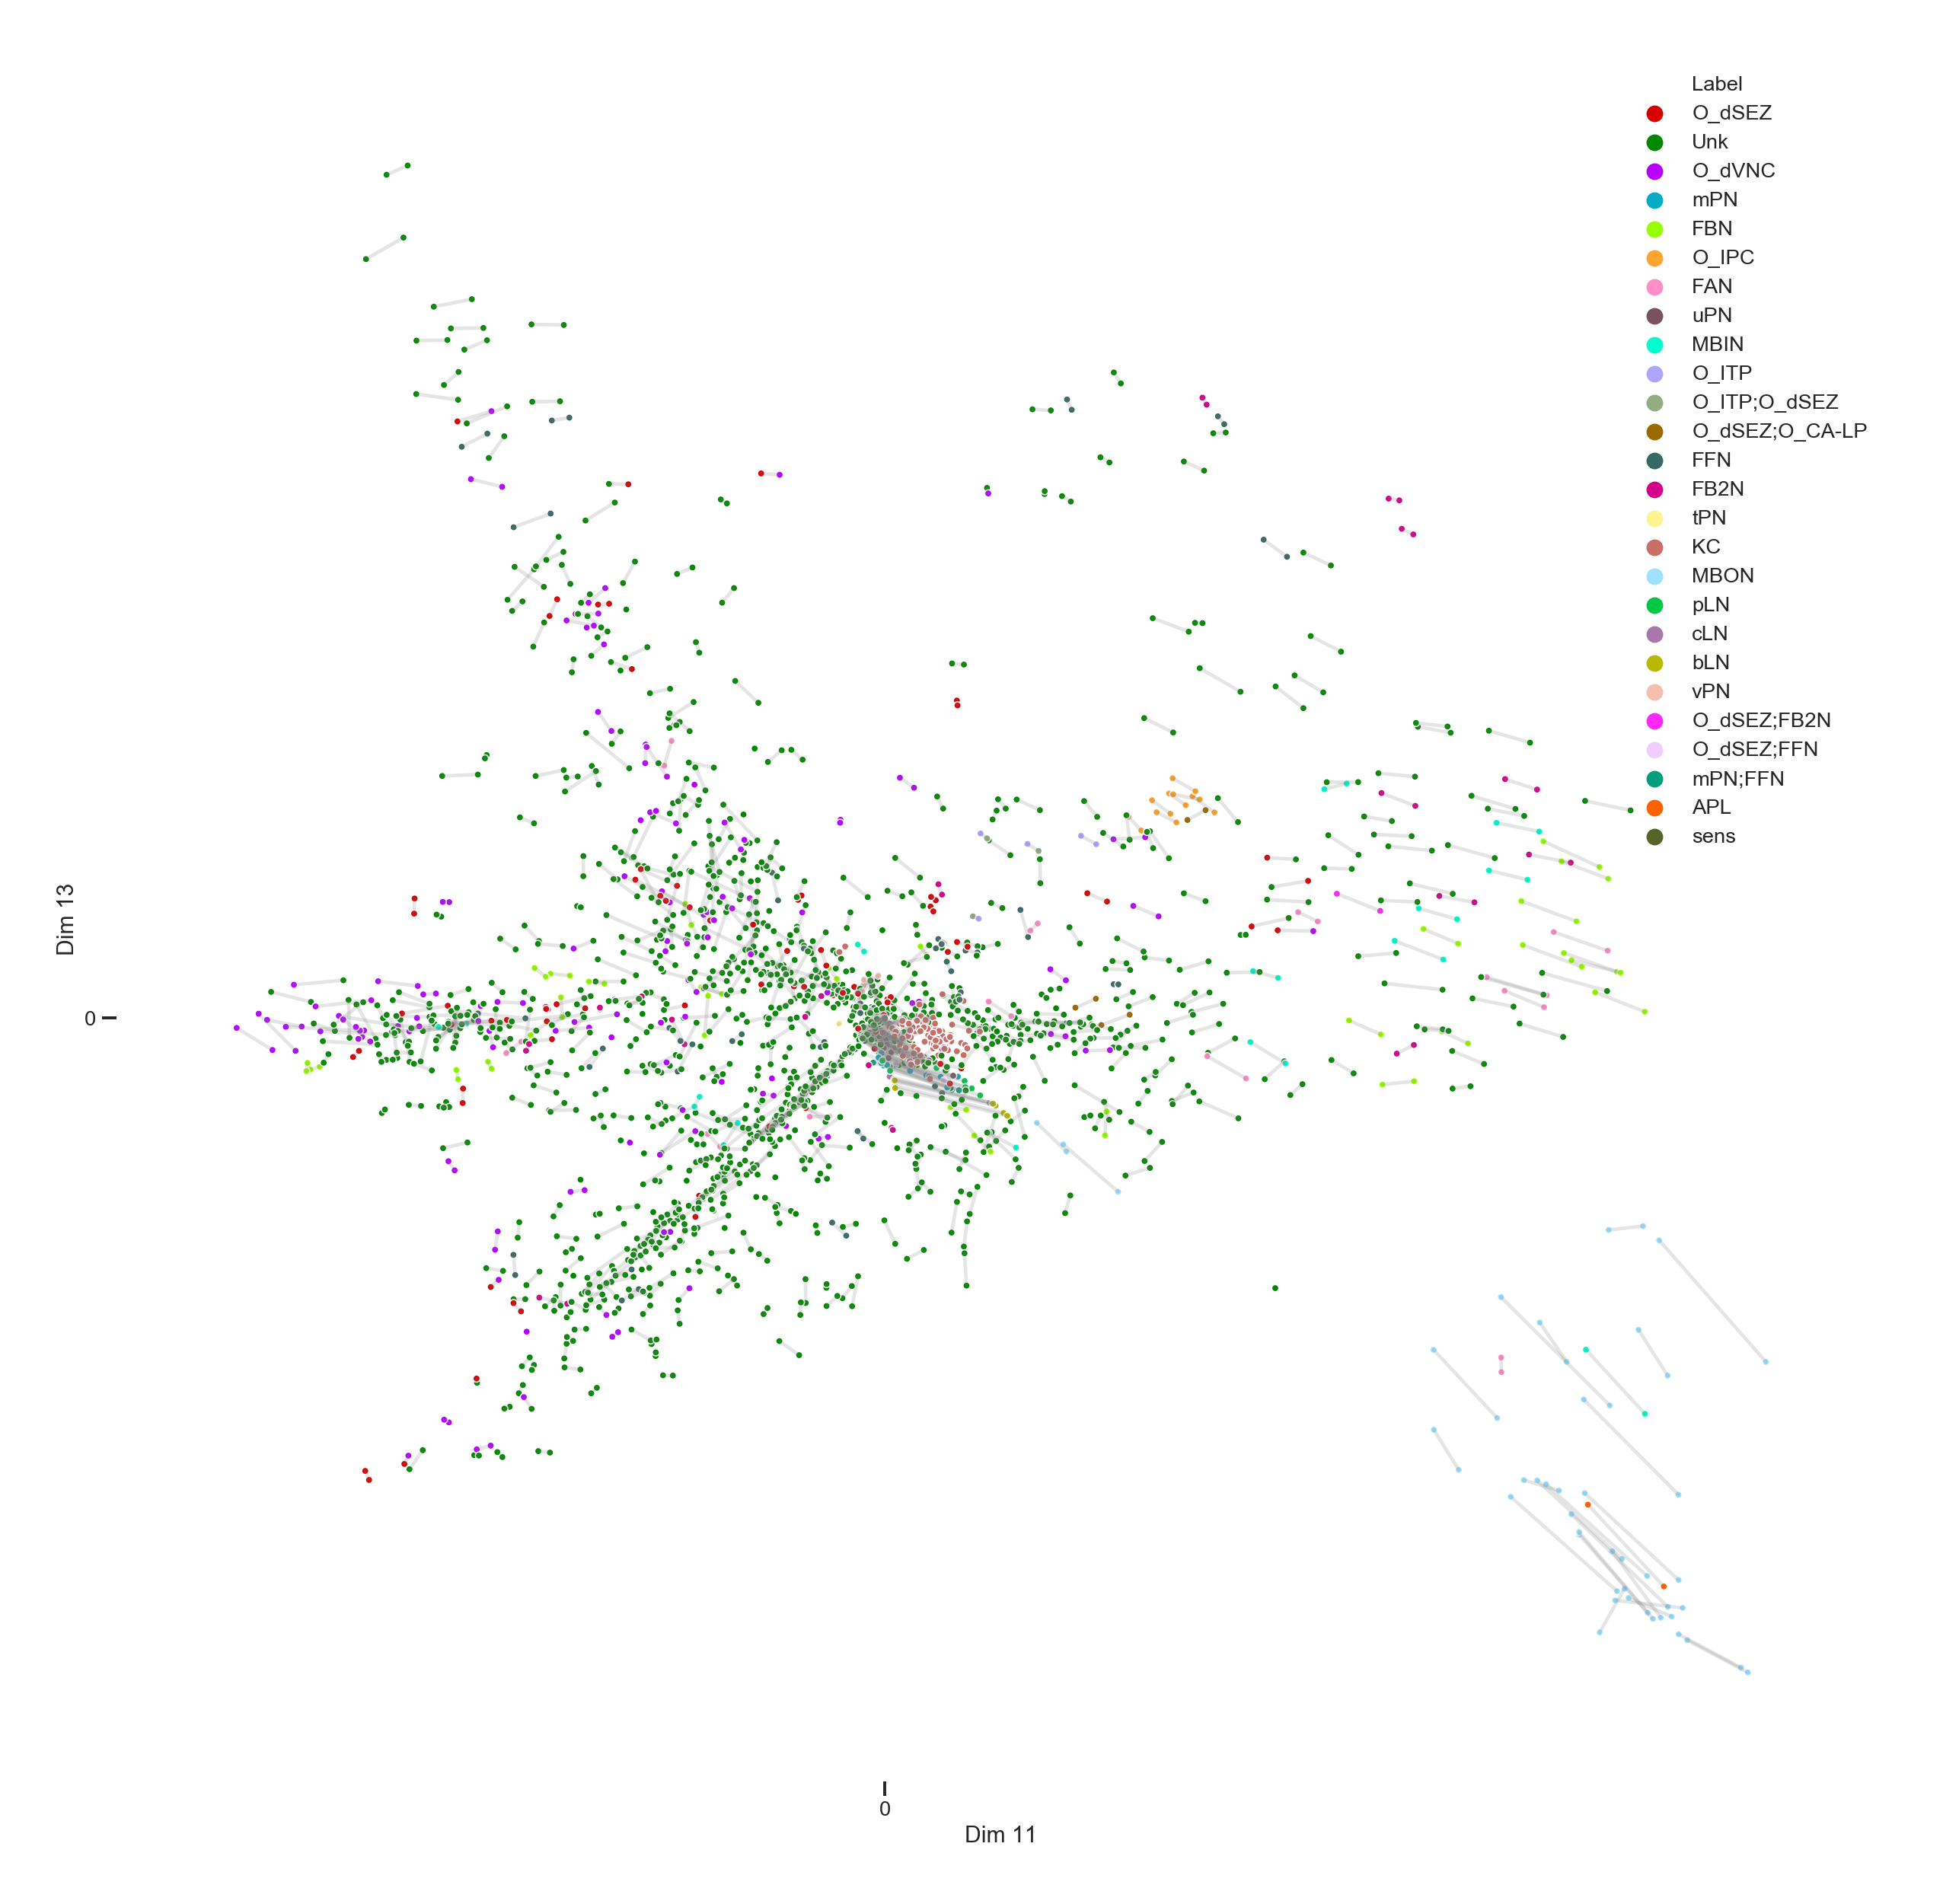 Label
O_dSEZ
Unk
O_dVNC
mPN
FBN
O_IPC
FAN
uPN
MBIN
O_ITP
O_ITP;O_dSEZ
O_dSEZ;O_CA-LP
FFN
FB2N
tPN
KC
MBON
pLN
cLN
bLN
vPN
O_dSEZ;FB2N
O_dSEZ;FFN
mPN;FFN
APL
sens
Dim 13
0
0
Dim 11